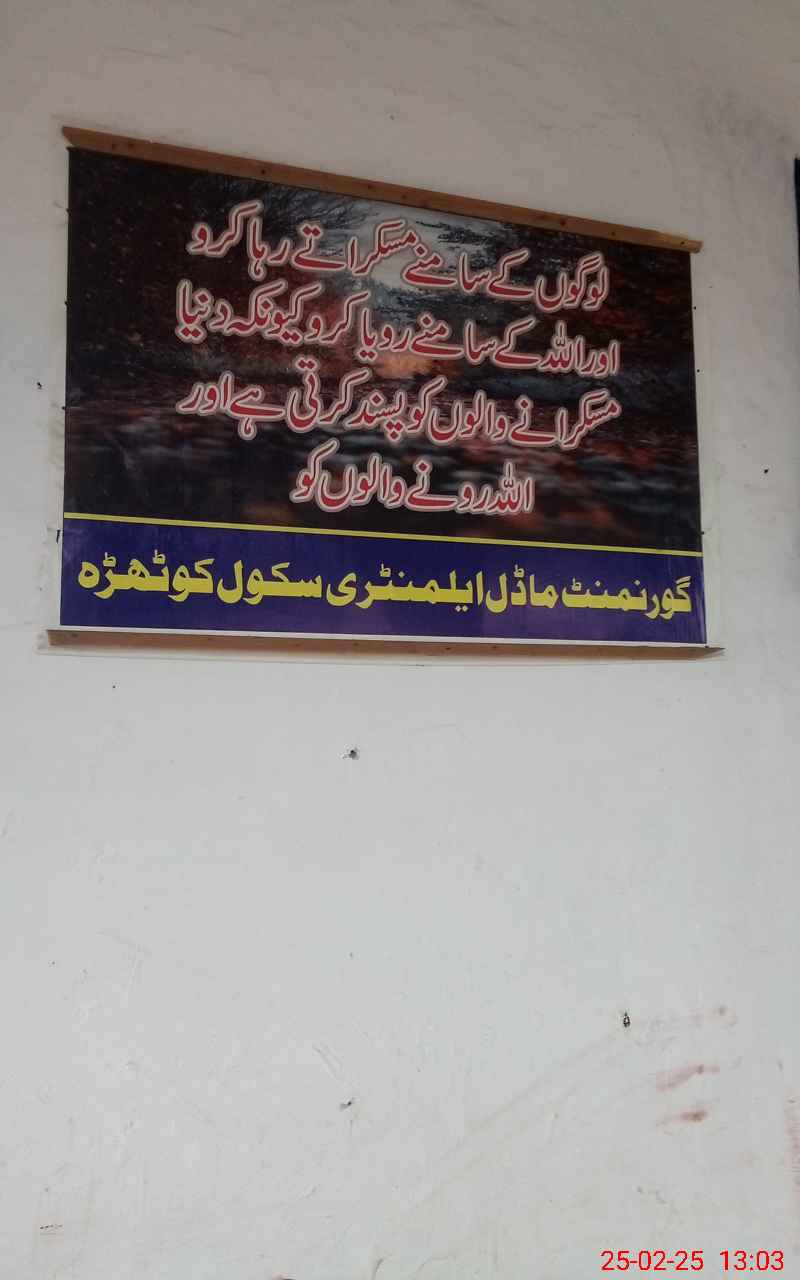 لوگوں کے سامنے مسکراتے رہا کرو
اور اللہ کے سامنے رویا کرو کیونکہ دنیا
مسکرانے والوں کو پسند کرتی ہے اور
اللہ رونے والوں کو
گورنمنٹ ماڈل ایلمنٹری سکول کوٹھڑہ
25-02-25 13:03